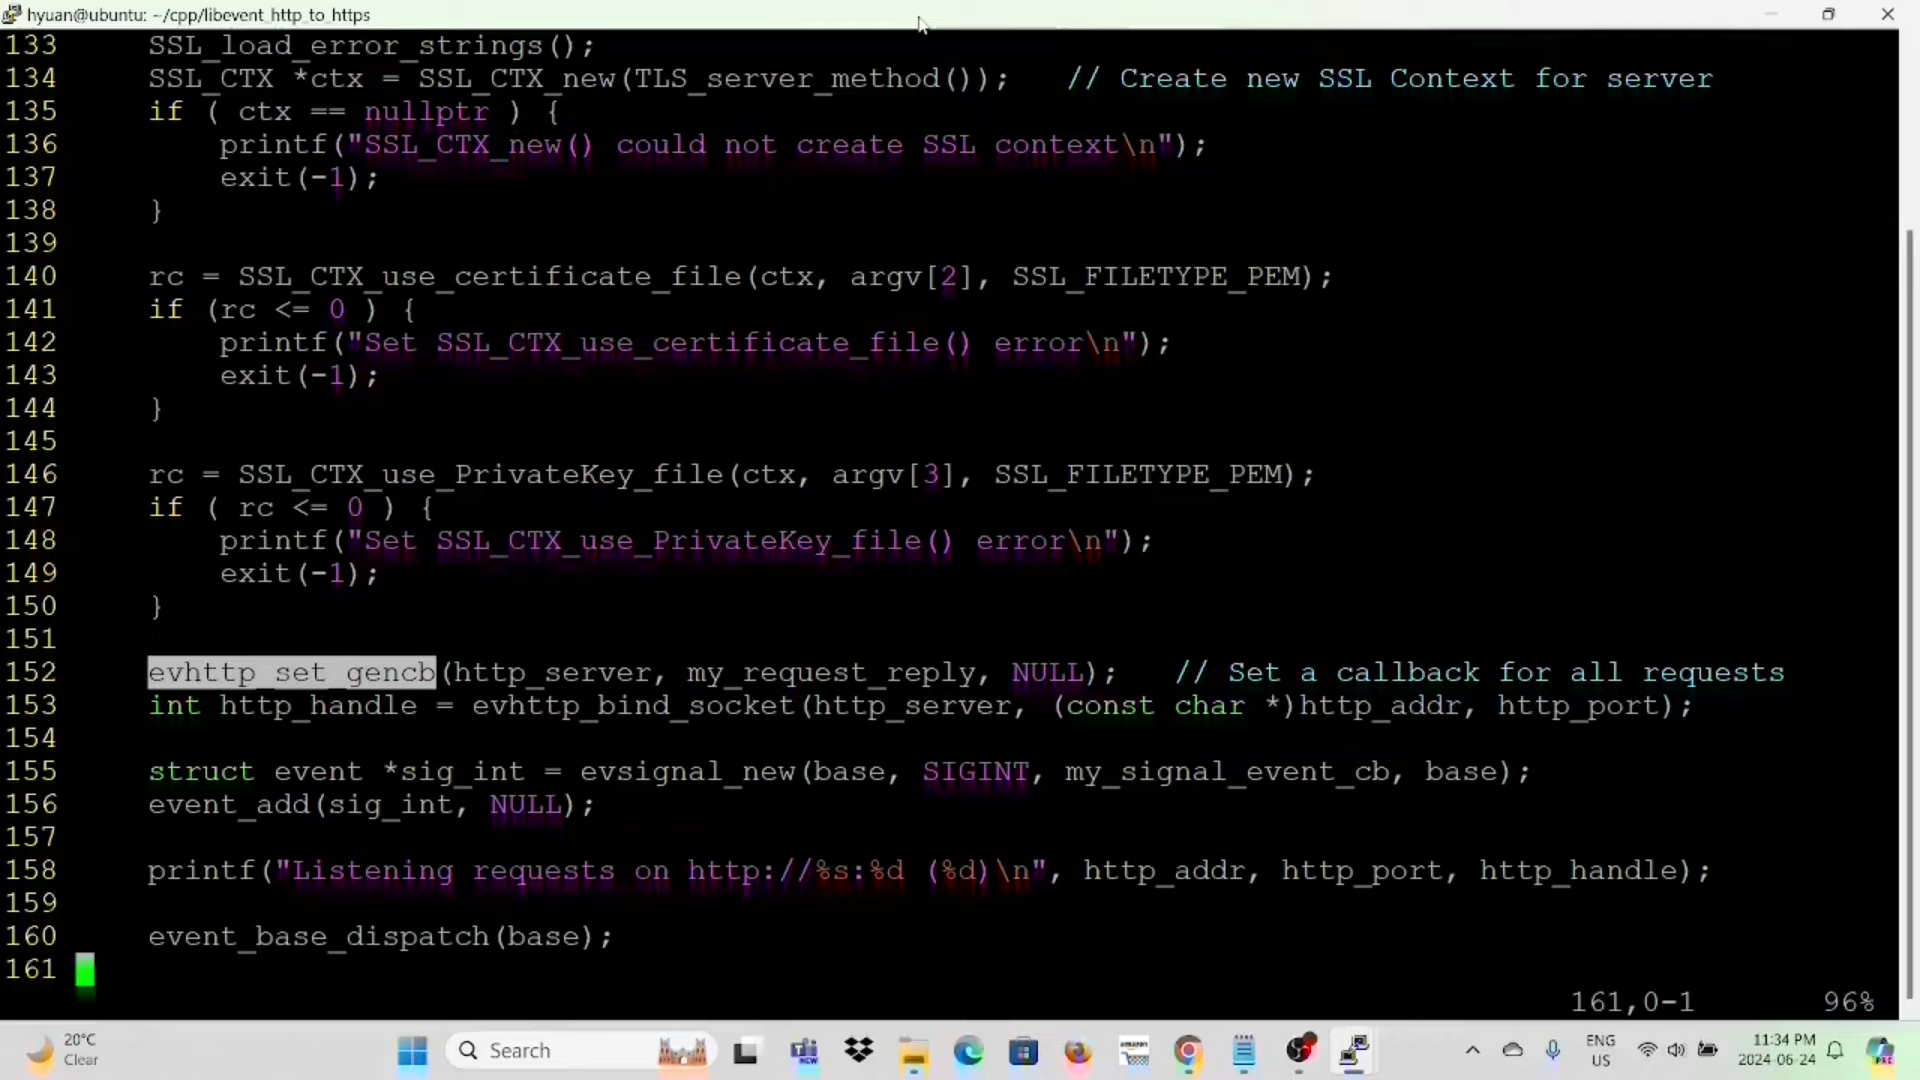 hyuan@ubuntu: ~/cpp/libevent_http_to_https
133     SSL_load_error_strings();
134     SSL_CTX *ctx = SSL_CTX_new(TLS_server_method());   // Create new SSL Context for server
135     if ( ctx == nullptr ) {
136         printf("SSL_CTX_new() could not create SSL context\n");
137         exit(-1);
138     }
139
140     rc = SSL_CTX_use_certificate_file(ctx, argv[2], SSL_FILETYPE_PEM);
141     if (rc <= 0 ) {
142         printf("Set SSL_CTX_use_certificate_file() error\n");
143         exit(-1);
144     }
145
146     rc = SSL_CTX_use_PrivateKey_file(ctx, argv[3], SSL_FILETYPE_PEM);
147     if ( rc <= 0 ) {
148         printf("Set SSL_CTX_use_PrivateKey_file() error\n");
149         exit(-1);
150     }
151
152     evhttp_set_gencb(http_server, my_request_reply, NULL);   // Set a callback for all requests
153     int http_handle = evhttp_bind_socket(http_server, (const char *)http_addr, http_port);
154
155     struct event *sig_int = evsignal_new(base, SIGINT, my_signal_event_cb, base);
156     event_add(sig_int, NULL);
157
158     printf("Listening requests on http://%s:%d (%d)\n", http_addr, http_port, http_handle);
159
160     event_base_dispatch(base);
161
161,0-1 96%
20°C
Clear
Search
NEW
amazon
ENG
US
11:34 PM
2024-06-24
PRE